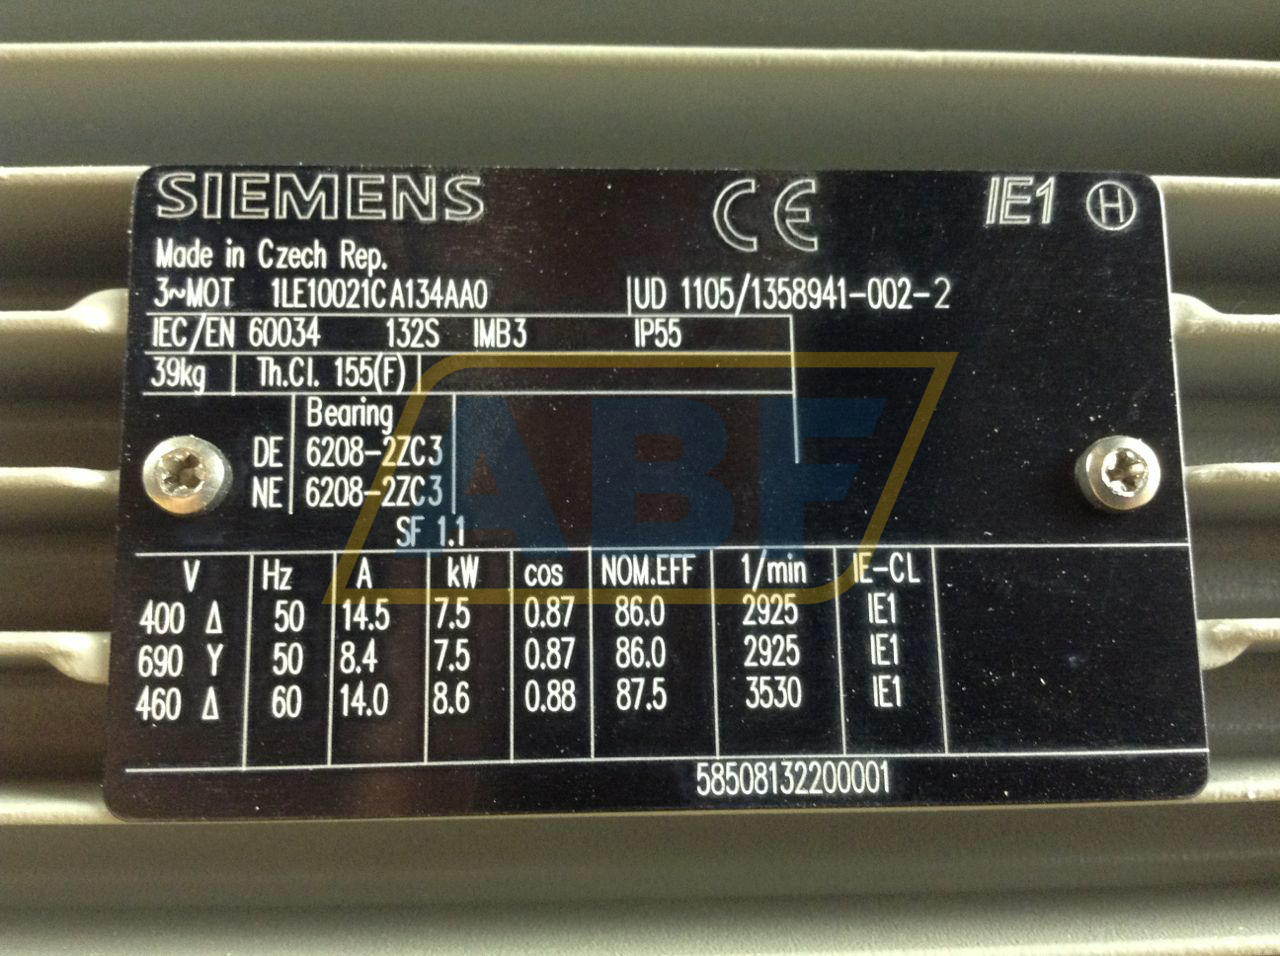 SIEMENS CE IE1 H
Made in Czech Rep.
3~MOT 1LE10021CA134AA0 UD 1105/1358941-002-2
IEC/EN 60034 132S IMB3 IP55
39kg Th.Cl. 155(F)
Bearing
DE 6208-2ZC3
NE 6208-2ZC3
SF 1.1
V Hz A kW cos NOM.EFF 1/min IE-CL
400 Δ 50 14.5 7.5 0.87 86.0 2925 IE1
690 Y 50 8.4 7.5 0.87 86.0 2925 IE1
460 Δ 60 14.0 8.6 0.88 87.5 3530 IE1
58508132200001
ABF